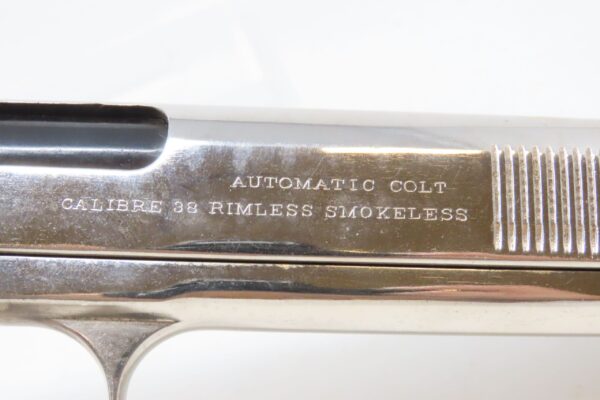 AUTOMATIC COLT
CALIBRE 38 RIMLESS SMOKELESS